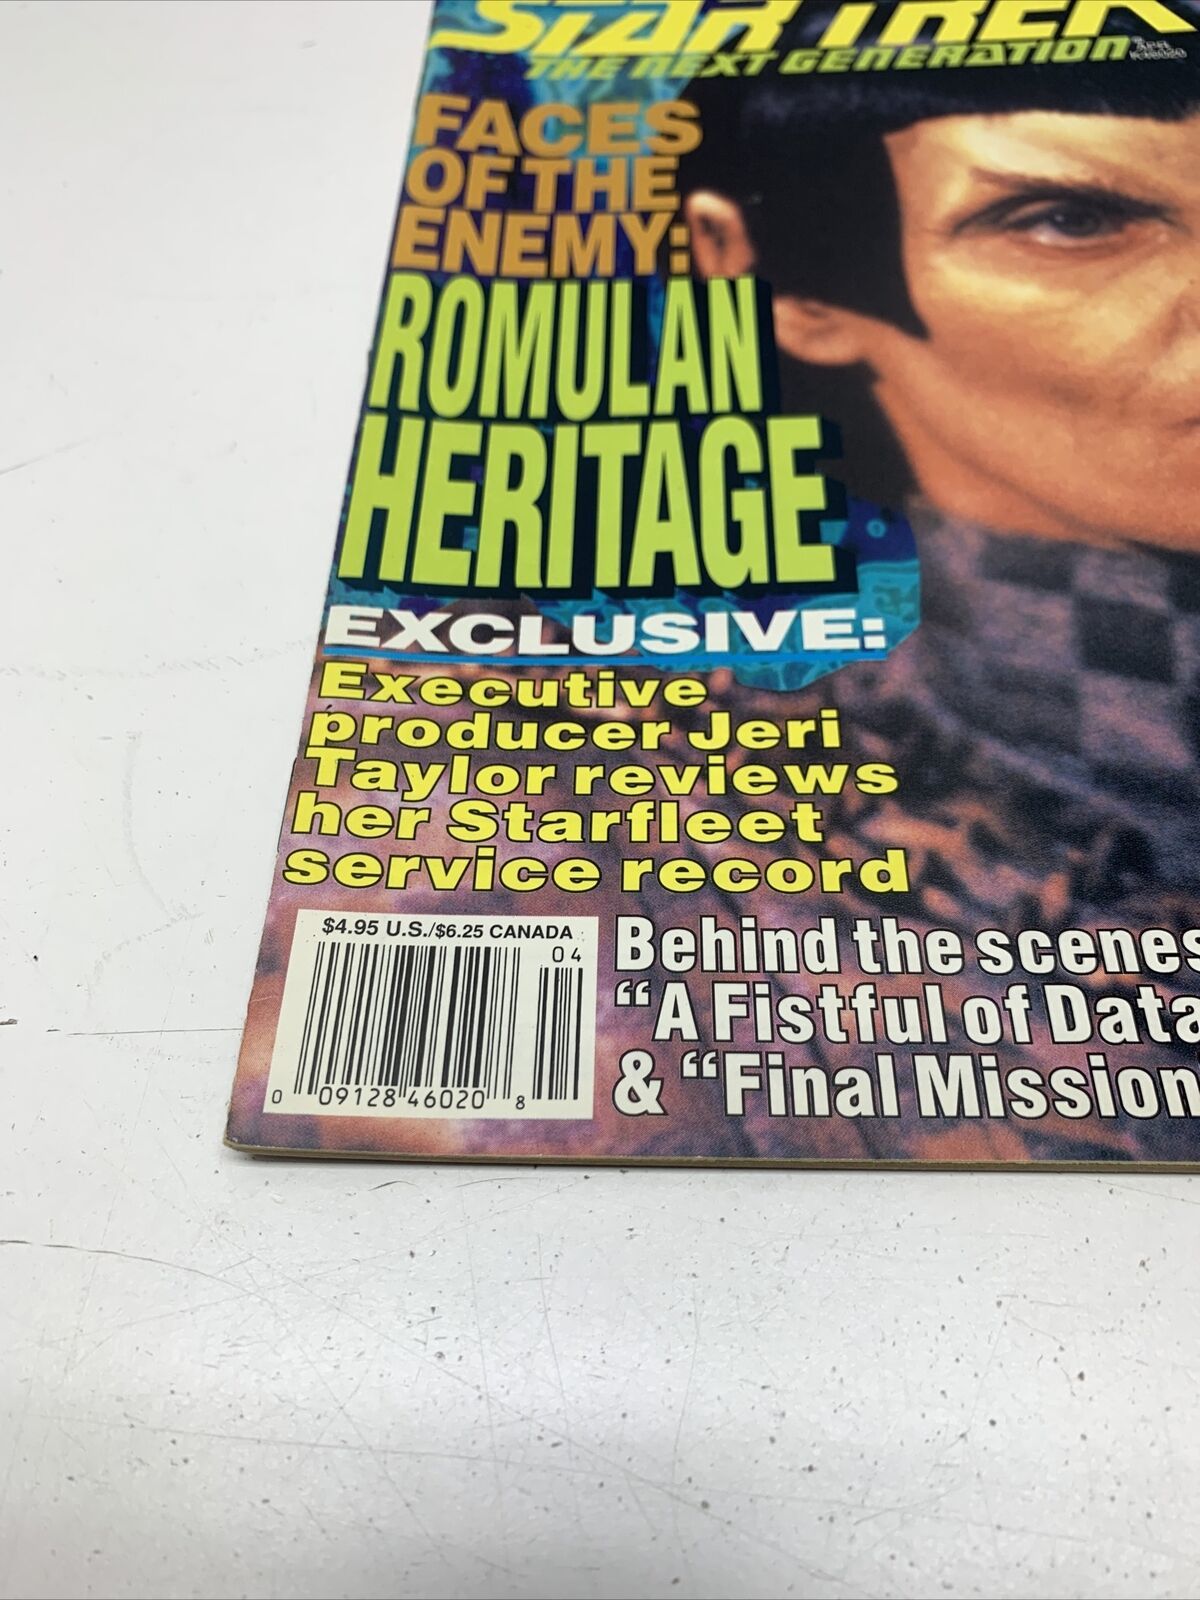 STAR TREK
THE NEXT GENERATION
FACES
OF THE
ENEMY:
ROMULAN
HERITAGE
EXCLUSIVE:
Executive
producer Jeri
Taylor reviews
her Starfleet
service record
$4.95 U.S./$6.25 CANADA
04
0 09128 46020 8
Behind the scenes
“A Fistful of Data
& “Final Mission